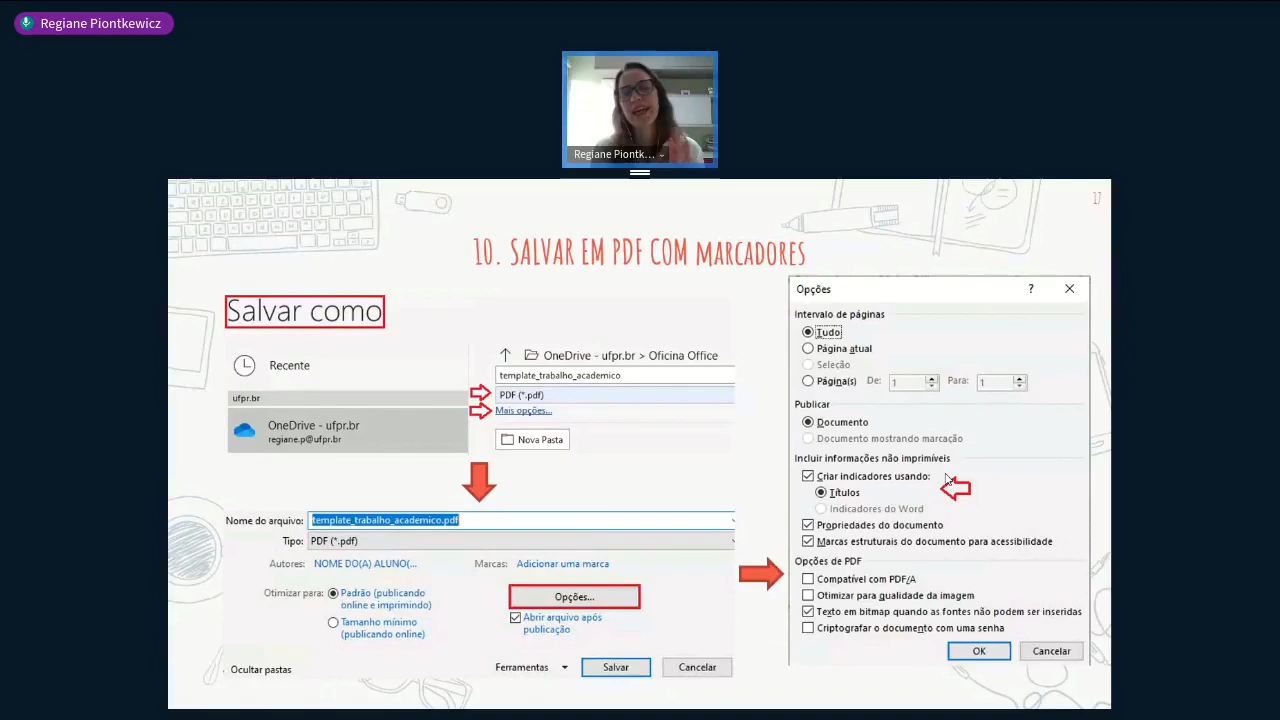 Regiane Piontkewicz
Regiane Piontk...
17
10. SALVAR EM PDF COM MARCADORES
Salvar como
Recente
ufpr.br
OneDrive - ufpr.br
regiane.p@ufpr.br
OneDrive - ufpr.br > Oficina Office
template_trabalho_academico
PDF (*.pdf)
Mais opções...
Nova Pasta
Nome do arquivo: template_trabalho_academico.pdf
Tipo: PDF (*.pdf)
Autores: NOME DO(A) ALUNO(... Marcas: Adicionar uma marca
Otimizar para: Padrão (publicando
online e imprimindo)
Tamanho mínimo
(publicando online)
Opções...
Abrir arquivo após
publicação
Ocultar pastas
Ferramentas Salvar Cancelar
Opções ?
Intervalo de páginas
Tudo
Página atual
Seleção
Página(s) De: 1 Para: 1
Publicar
Documento
Documento mostrando marcação
Incluir informações não imprimíveis
Criar indicadores usando:
Títulos
Indicadores do Word
Propriedades do documento
Marcas estruturais do documento para acessibilidade
Opções de PDF
Compatível com PDF/A
Otimizar para qualidade da imagem
Texto em bitmap quando as fontes não podem ser inseridas
Criptografar o documento com uma senha
OK Cancelar